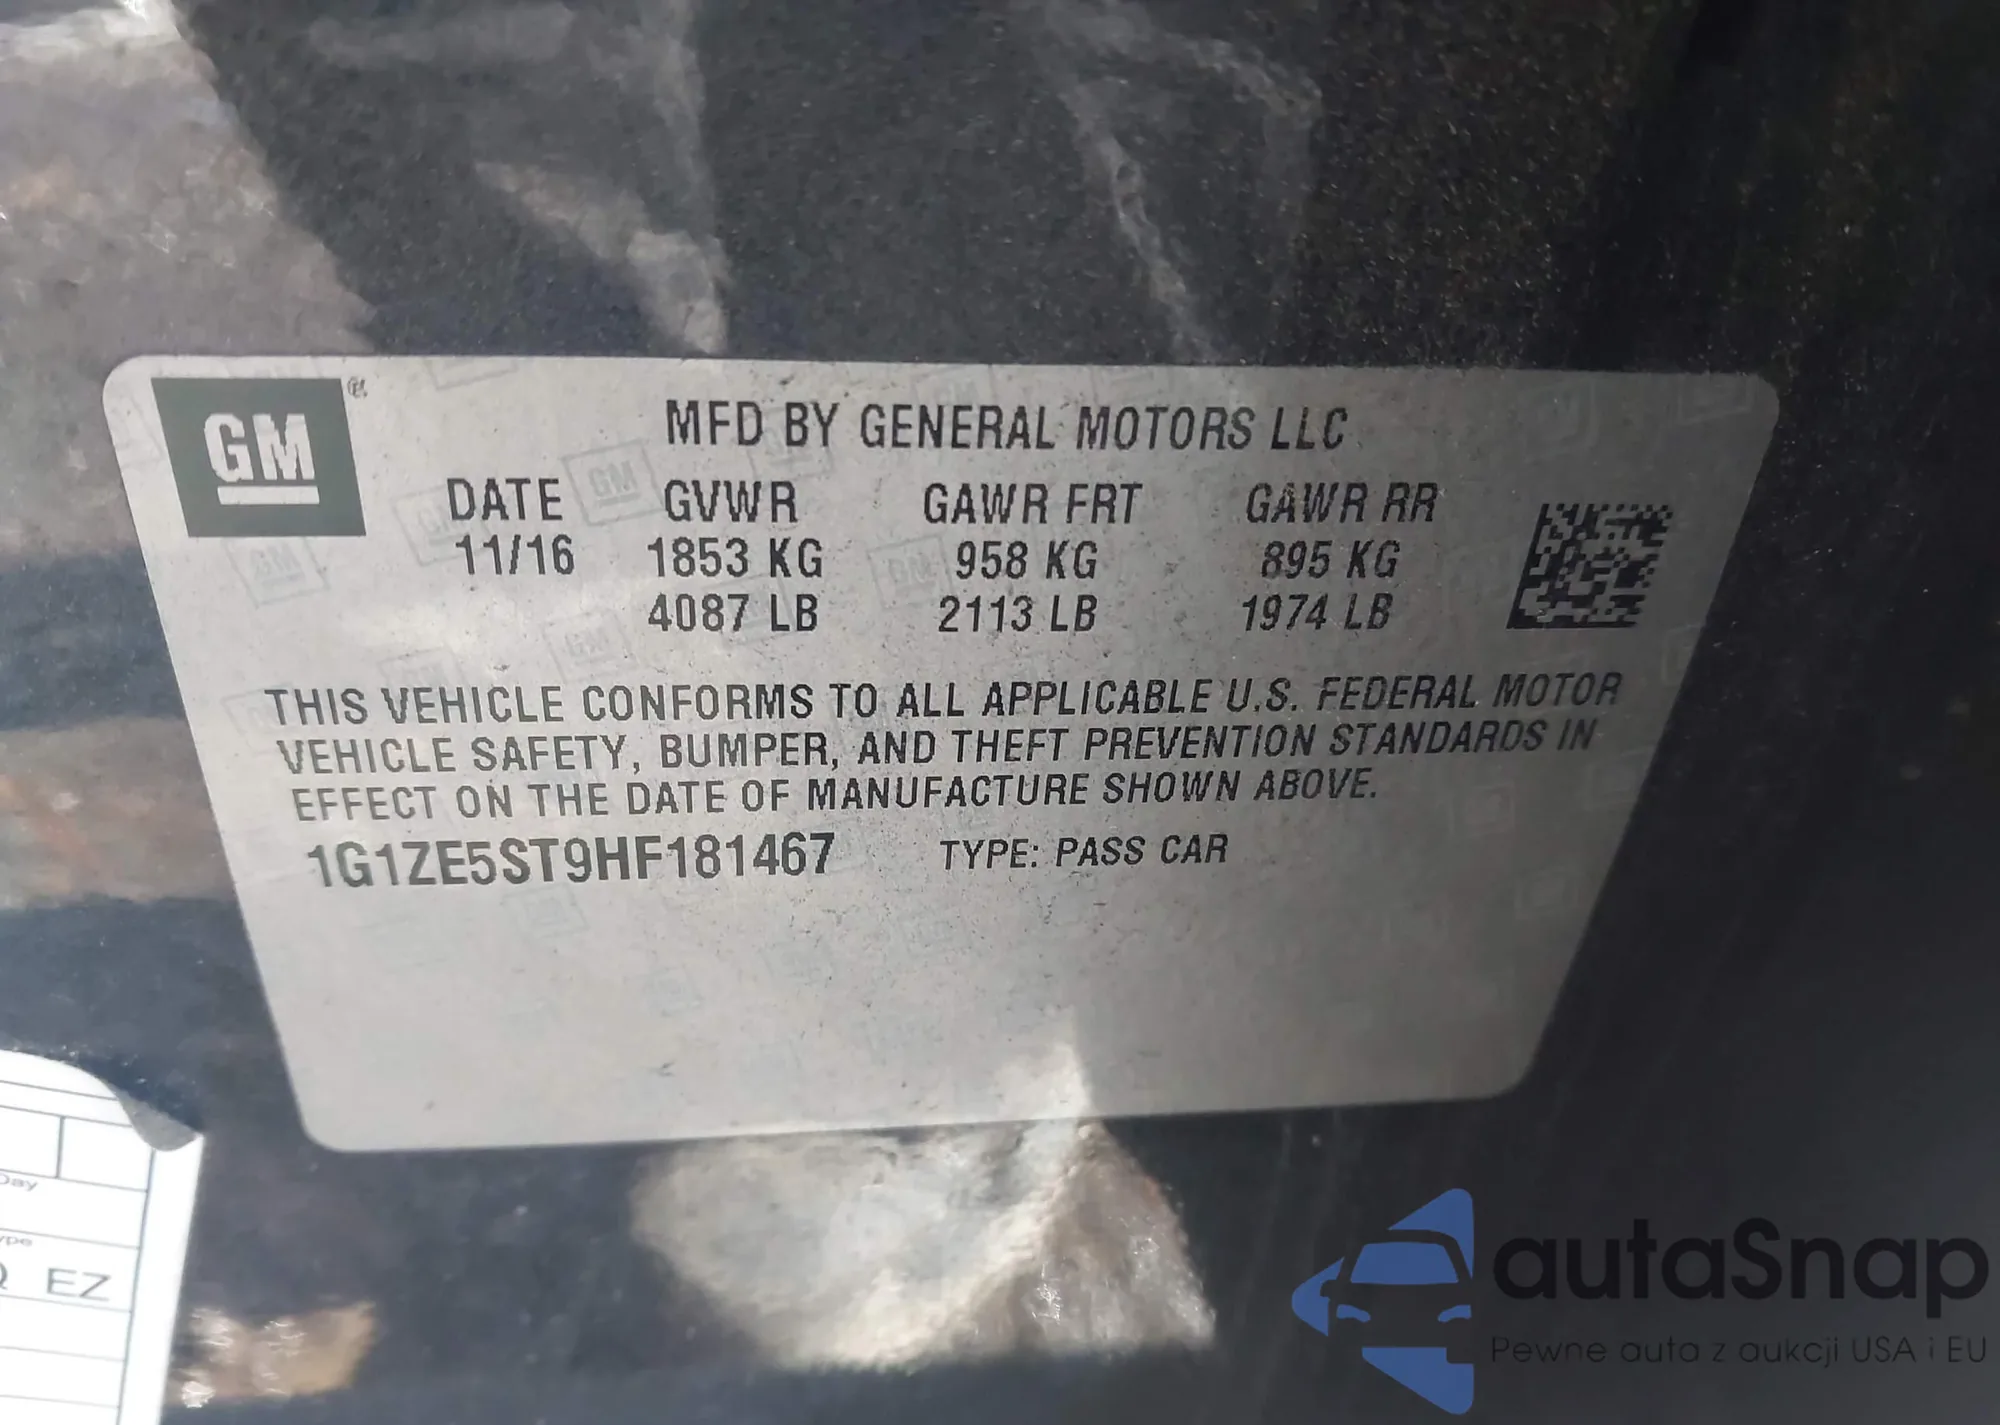 GM
MFD BY GENERAL MOTORS LLC
DATE GVWR GAWR FRT GAWR RR
11/16 1853 KG 958 KG 895 KG
4087 LB 2113 LB 1974 LB
THIS VEHICLE CONFORMS TO ALL APPLICABLE U.S. FEDERAL MOTOR
VEHICLE SAFETY, BUMPER, AND THEFT PREVENTION STANDARDS IN
EFFECT ON THE DATE OF MANUFACTURE SHOWN ABOVE.
1G1ZE5ST9HF181467 TYPE: PASS CAR
Day
EZ
autaSnap
Pewne auta z aukcji USA i EU